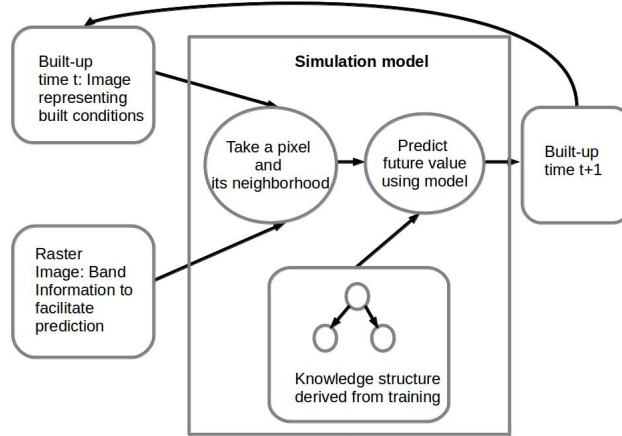 Built-up
time t: Image
representing
built conditions
Simulation model
Take a pixel
and
its neighborhood
Predict
future value
using model
Built-up
time t+1
Raster
Image: Band
Information to
facilitate
prediction
Knowledge structure
derived from training